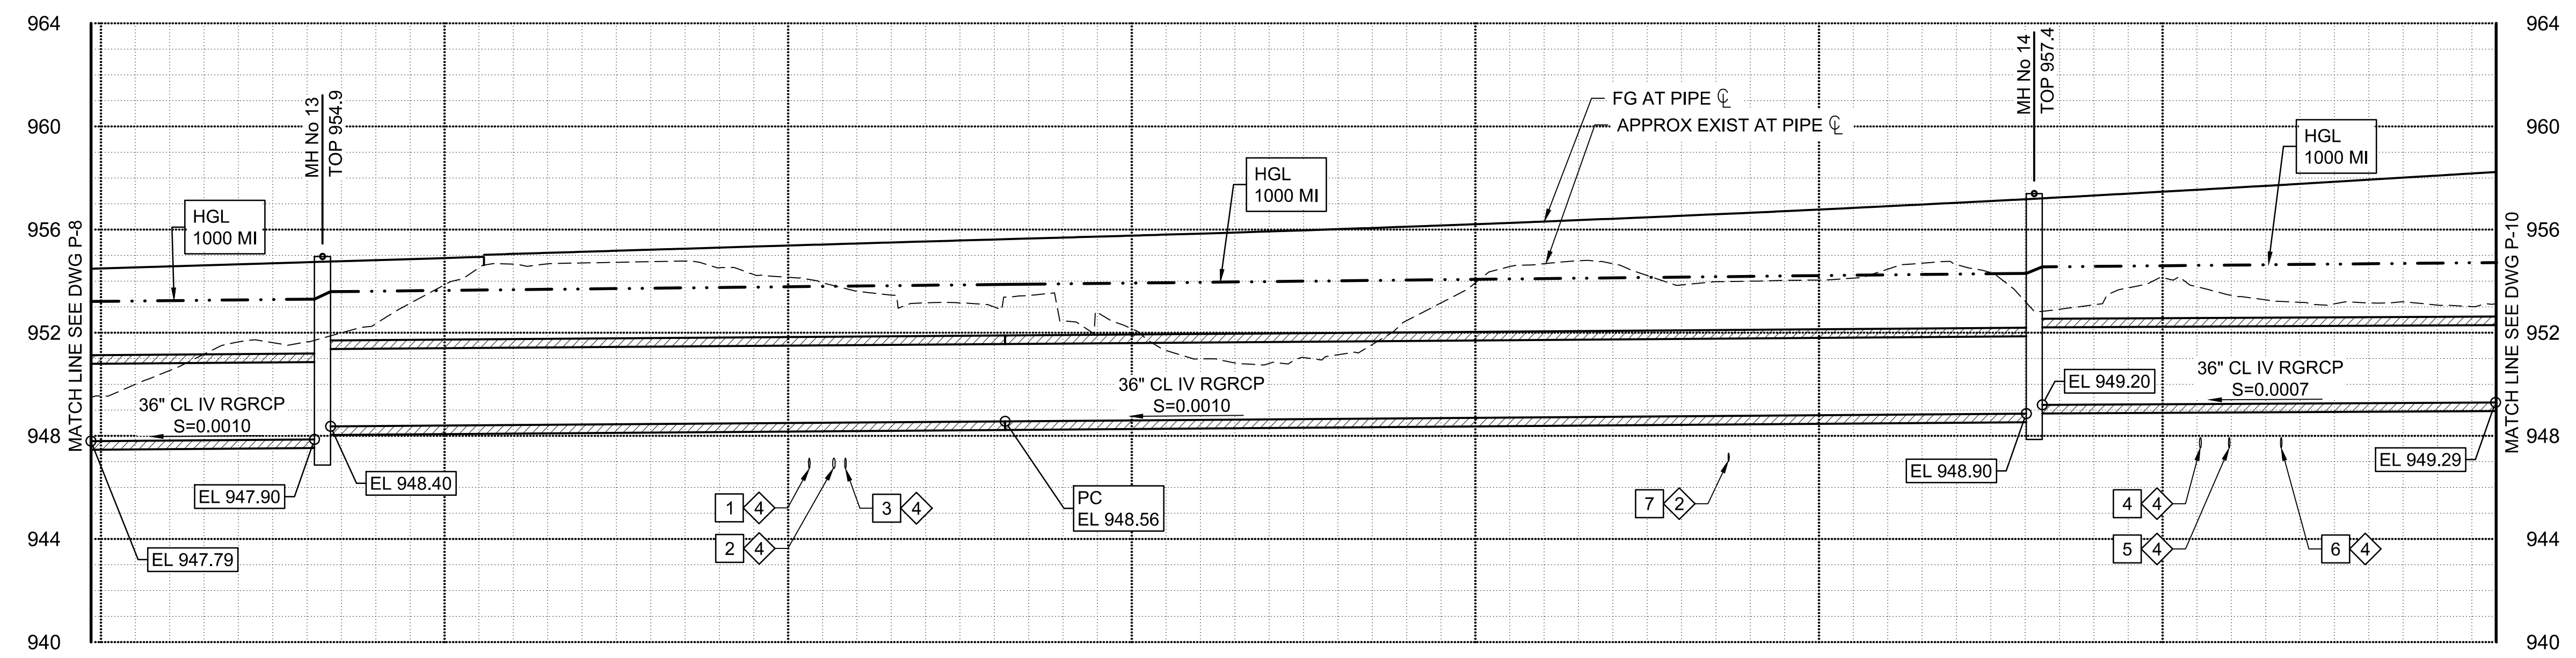 964
960
956
952
948
944
940
MATCH LINE SEE DWG P-8
HGL
1000 MI
MH No 13
TOP 954.9
36" CL IV RGRCP
S=0.0010
EL 947.79
EL 947.90
EL 948.40
1 4
2 4
3 4
PC
EL 948.56
36" CL IV RGRCP
S=0.0010
HGL
1000 MI
FG AT PIPE ℄
APPROX EXIST AT PIPE ℄
7 2
MH No 14
TOP 957.4
EL 948.90
EL 949.20
HGL
1000 MI
36" CL IV RGRCP
S=0.0007
4 4
5 4
6 4
EL 949.29
MATCH LINE SEE DWG P-10
964
960
956
952
948
944
940